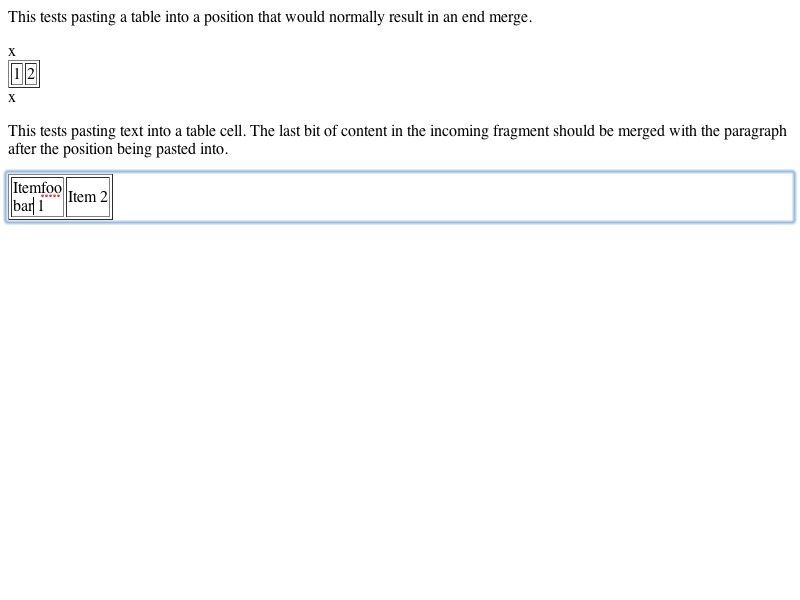 This tests pasting a table into a position that would normally result in an end merge.
x
1 2
x
This tests pasting text into a table cell. The last bit of content in the incoming fragment should be merged with the paragraph
after the position being pasted into.
Itemfoo
bar 1
Item 2